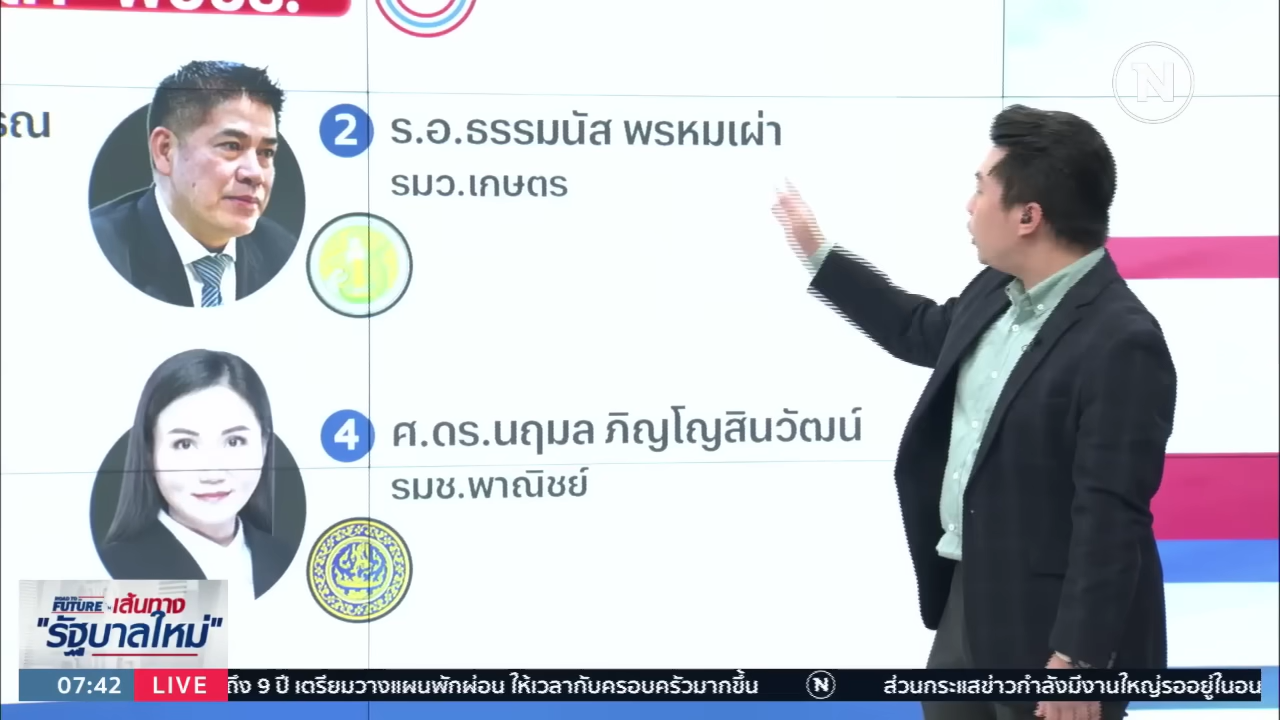 รณ
2 ร.อ.ธรรมนัส พรหมเผ่า
รมว.เกษตร
4 ศ.ดร.นฤมล ภิญโญสินวัฒน์
รมช.พาณิชย์
N
ROAD TO FUTURE เส้นทาง
"รัฐบาลใหม่"
07:42 LIVE ถึง 9 ปี เตรียมวางแผนพักผ่อน ให้เวลากับครอบครัวมากขึ้น N ส่วนกระแสข่าวกำลังมีงานใหญ่รออยู่ในอน